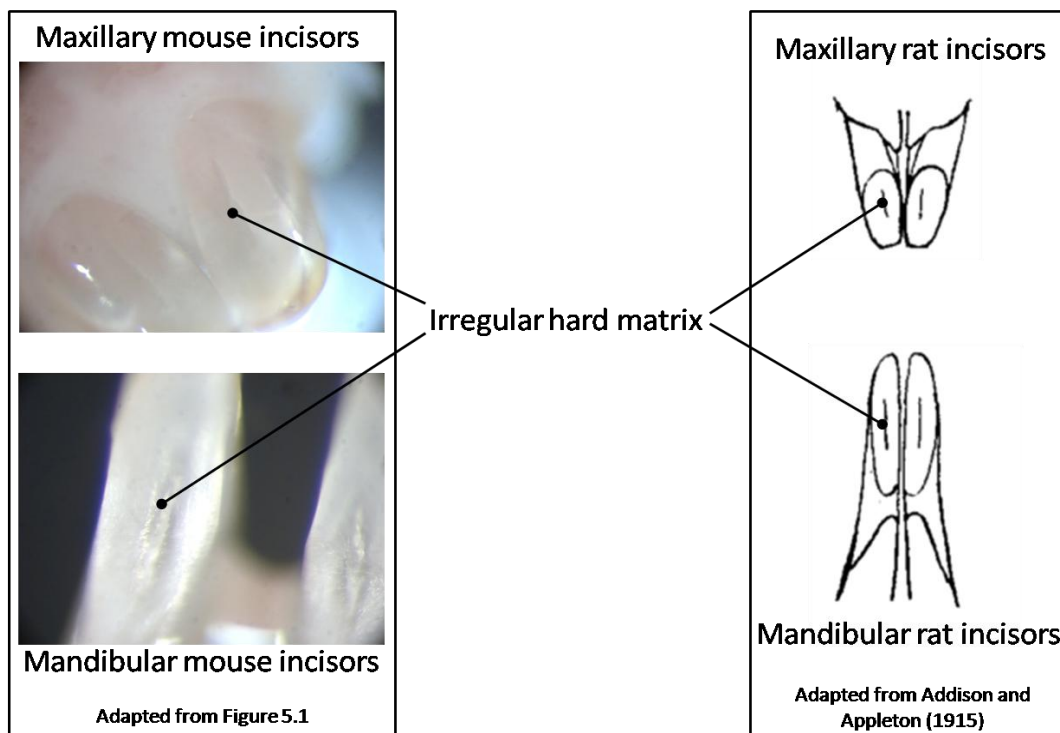 Maxillary mouse incisors
Mandibular mouse incisors
Adapted from Figure 5.1
Irregular hard matrix
Maxillary rat incisors
Mandibular rat incisors
Adapted from Addison and
Appleton (1915)